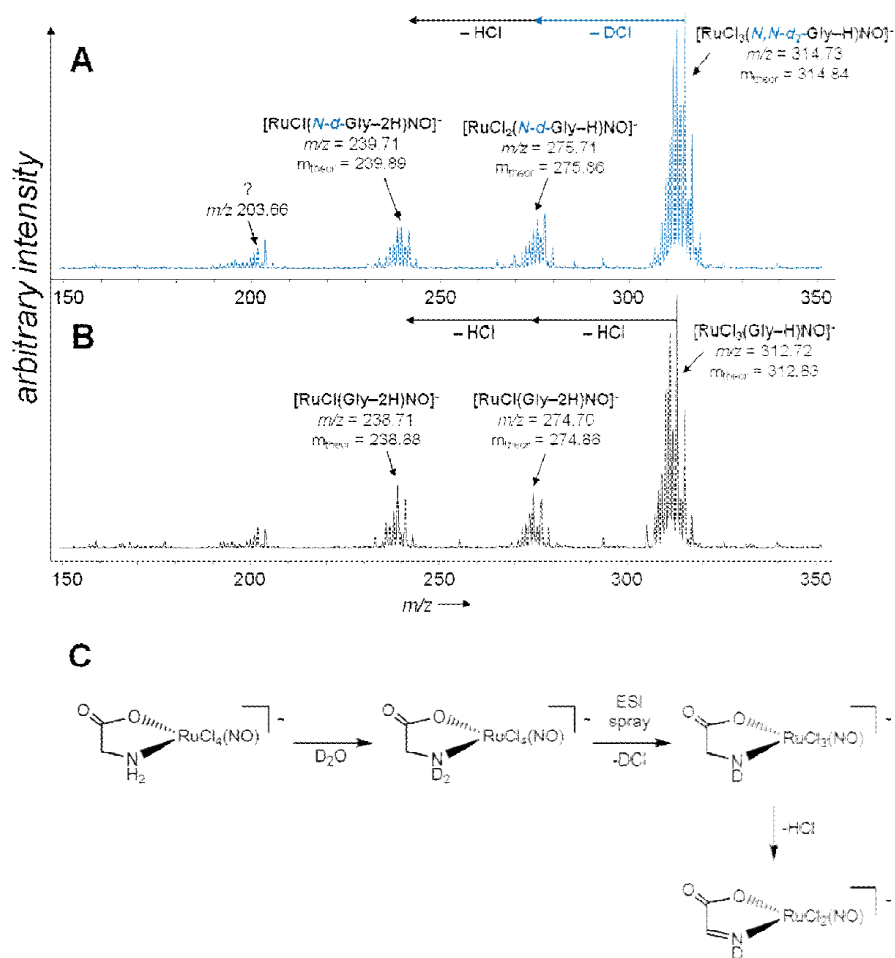 – HCl
– DCl
A
[RuCl3(N,N-d2-Gly–H)NO]-
m/z = 314.73
mtheor = 314.84
[RuCl(N-d-Gly–2H)NO]-
m/z = 239.71
mtheor = 239.89
[RuCl2(N-d-Gly–H)NO]-
m/z = 275.71
mtheor = 275.86
?
m/z 203.66
150
200
250
300
350
arbitrary intensity
– HCl
– HCl
B
[RuCl3(Gly–H)NO]-
m/z = 312.72
mtheor = 312.83
[RuCl(Gly–2H)NO]-
m/z = 238.71
mtheor = 238.88
[RuCl(Gly–2H)NO]-
m/z = 274.70
mtheor = 274.86
150
200
250
300
350
m/z
C
O
O
RuCl4(NO)
-
N
H2
D2O
O
O
N
D2
-
ESI
spray
-DCl
O
O
RuCl3(NO)
-
N
D
-HCl
O
O
RuCl2(NO)
-
N
D